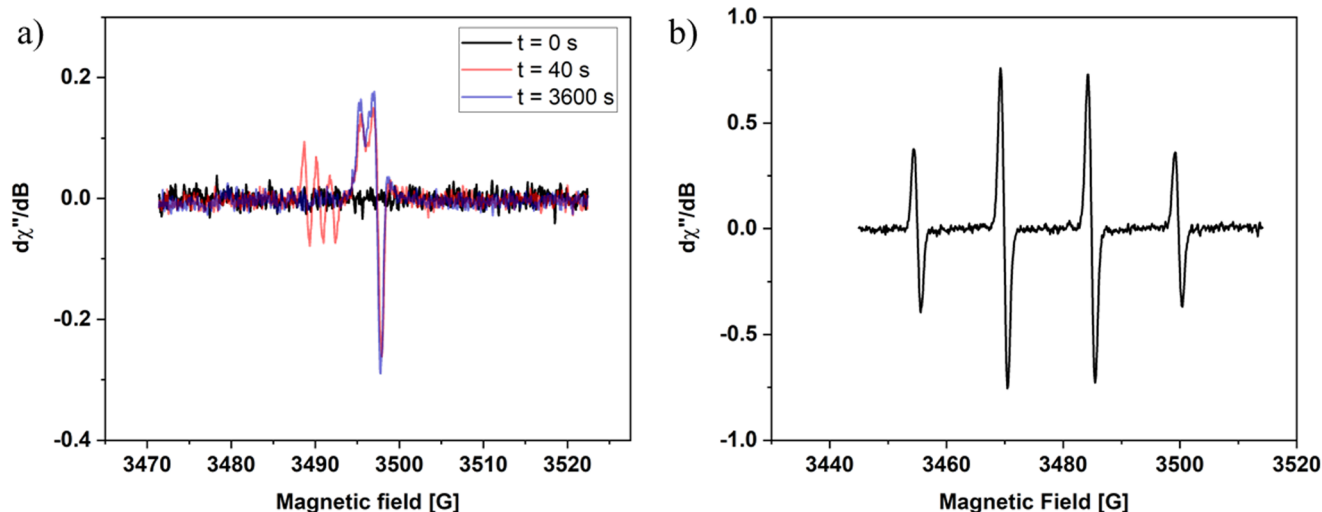 a)
t = 0 s
t = 40 s
t = 3600 s
0.2
0.0
-0.2
-0.4
dχ"/dB
3470 3480 3490 3500 3510 3520
Magnetic field [G]
b)
1.0
0.5
0.0
-0.5
-1.0
dχ"/dB
3440 3460 3480 3500 3520
Magnetic Field [G]